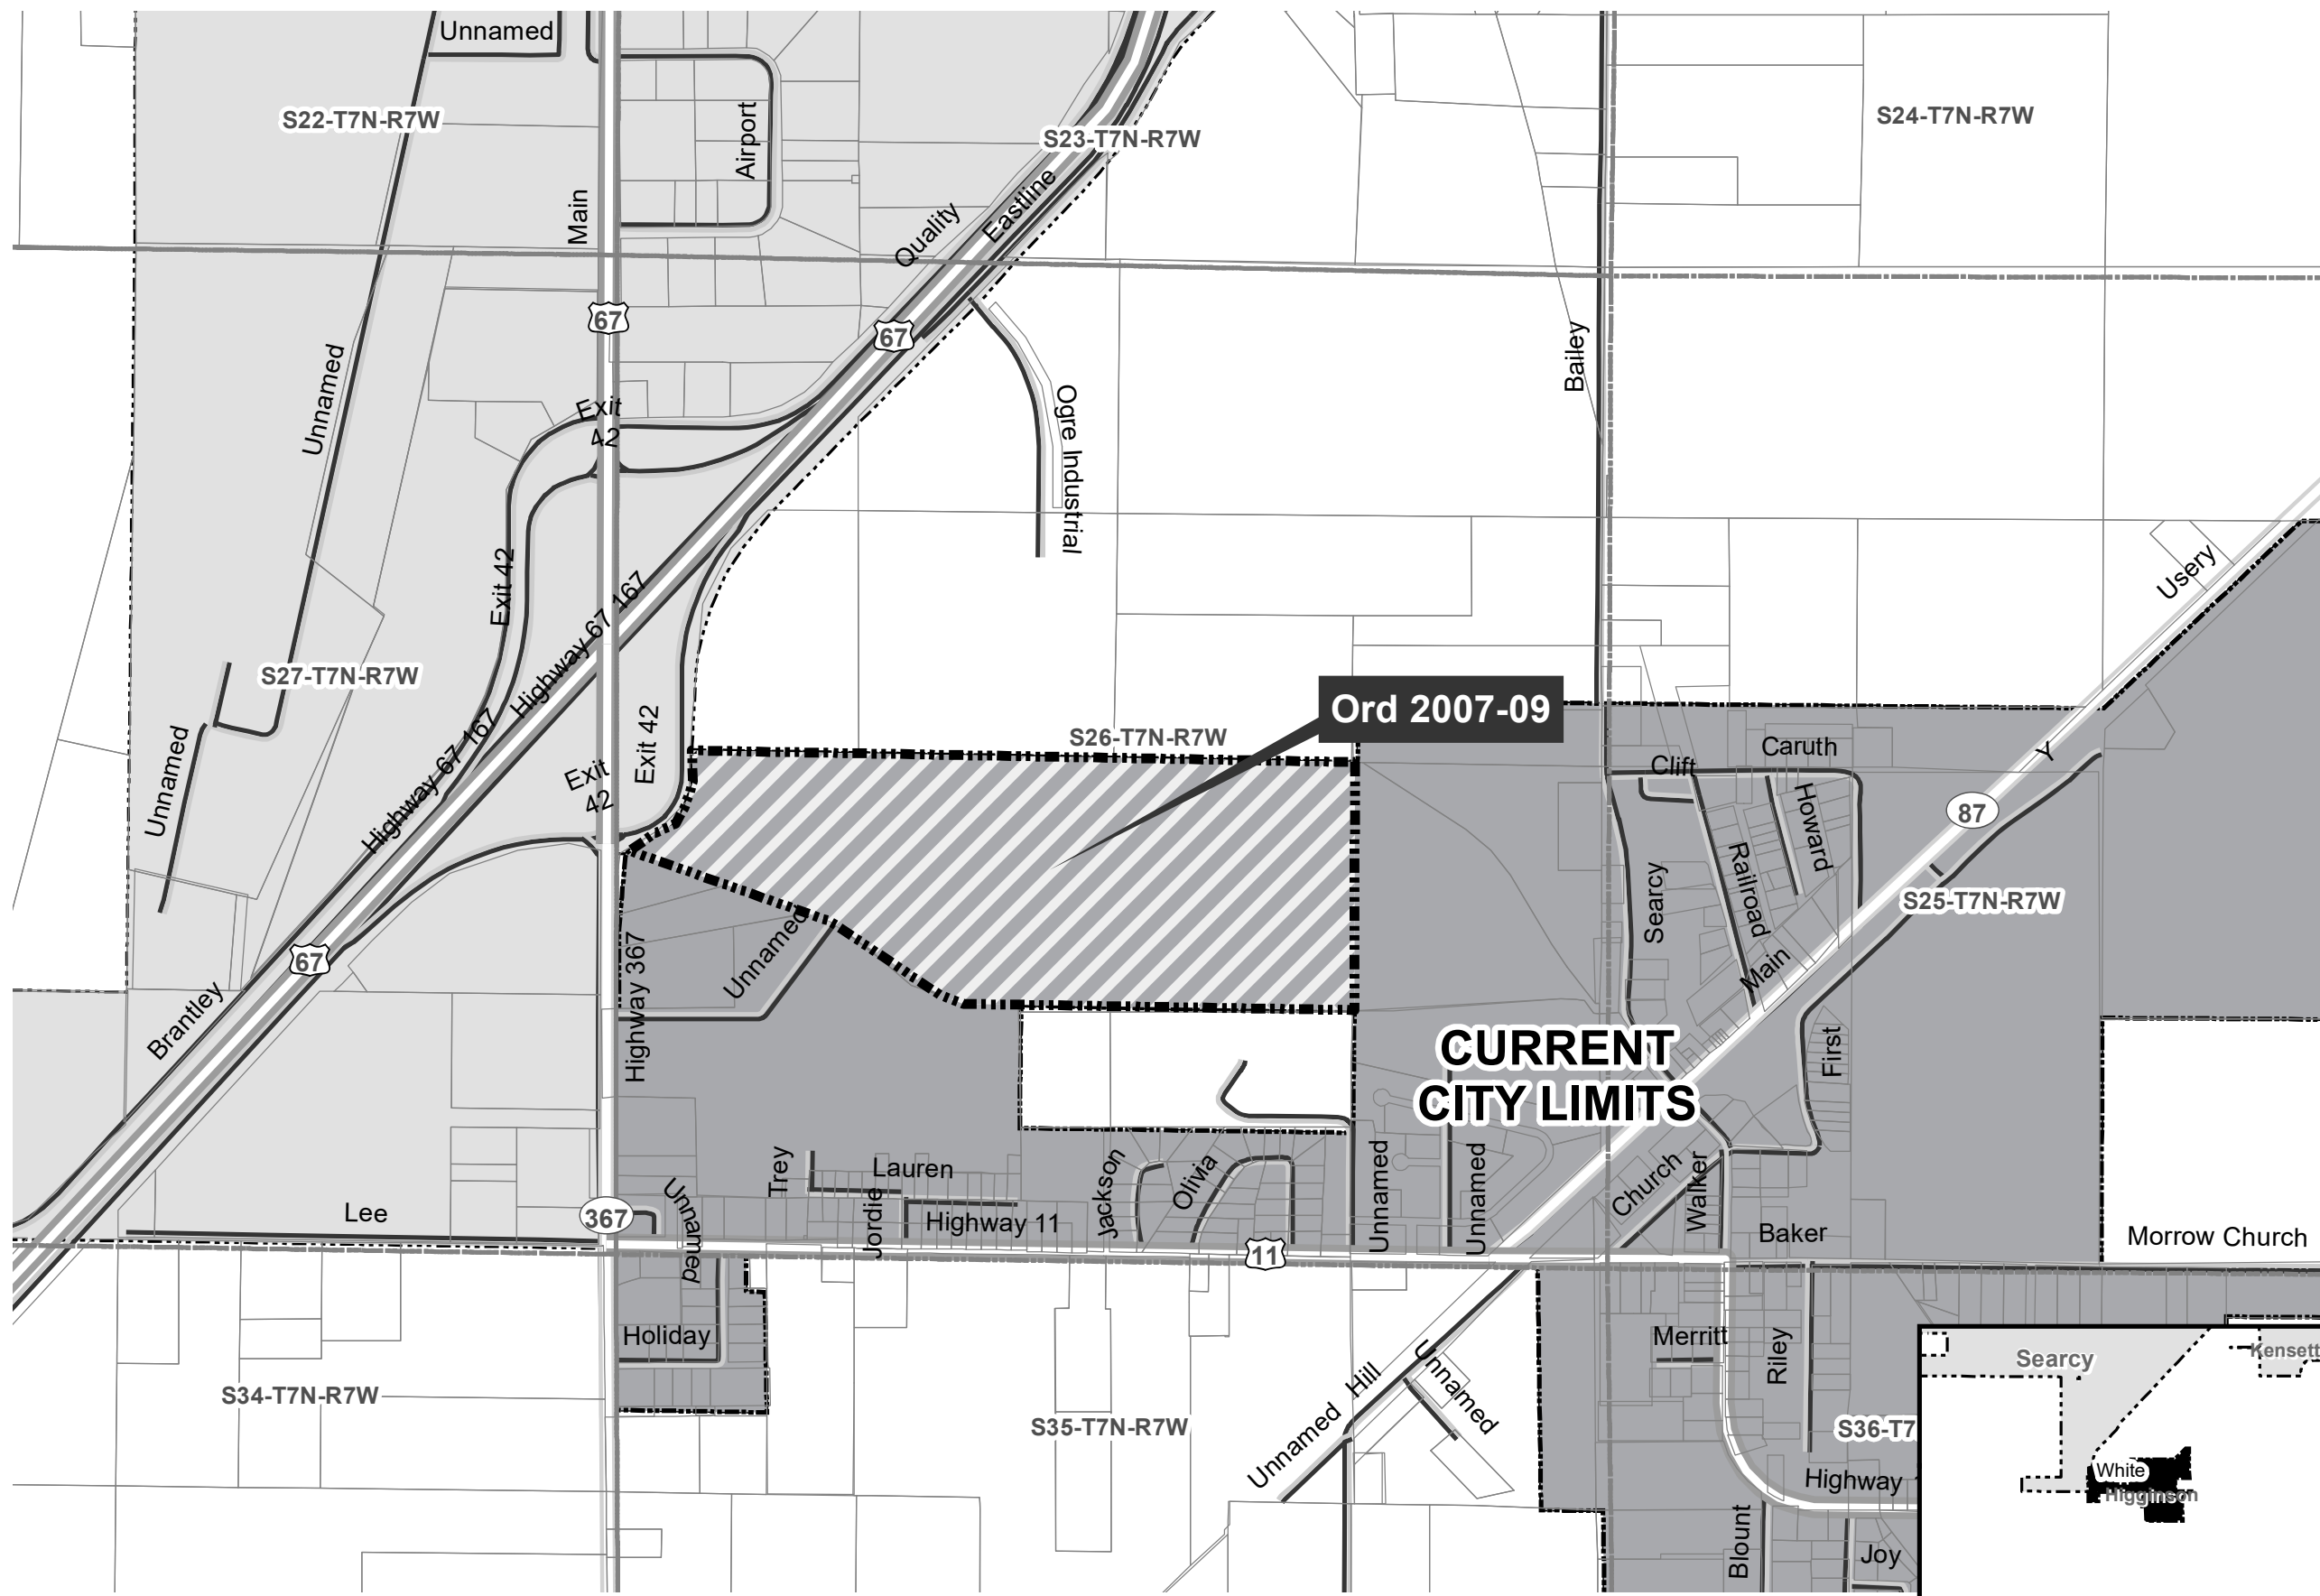 Unnamed
S22-T7N-R7W
Airport
Main
S23-T7N-R7W
S24-T7N-R7W
Quality
Eastline
67
67
Unnamed
Bailey
Exit
42
Ogre Industrial
Exit 42
Highway 67 167
Usery
S27-T7N-R7W
Ord 2007-09
Unnamed
Highway 67 167
Exit 42
Exit
42
S26-T7N-R7W
Clift
Caruth
Howard
Y
87
Searcy
Railroad
S25-T7N-R7W
Main
67
Brantley
Highway 367
Unnamed
CURRENT
CITY LIMITS
First
Trey
Lauren
Jackson
Olivia
Unnamed
Unnamed
Church
Walker
Lee
367
Unnamed
Jordie
Highway 11
11
Baker
Morrow Church
Holiday
Merritt
Riley
S34-T7N-R7W
S35-T7N-R7W
Unnamed
Hill
Unnamed
S36-T7
Highway
Blount
Joy
Searcy
Kensett
White
Higginson